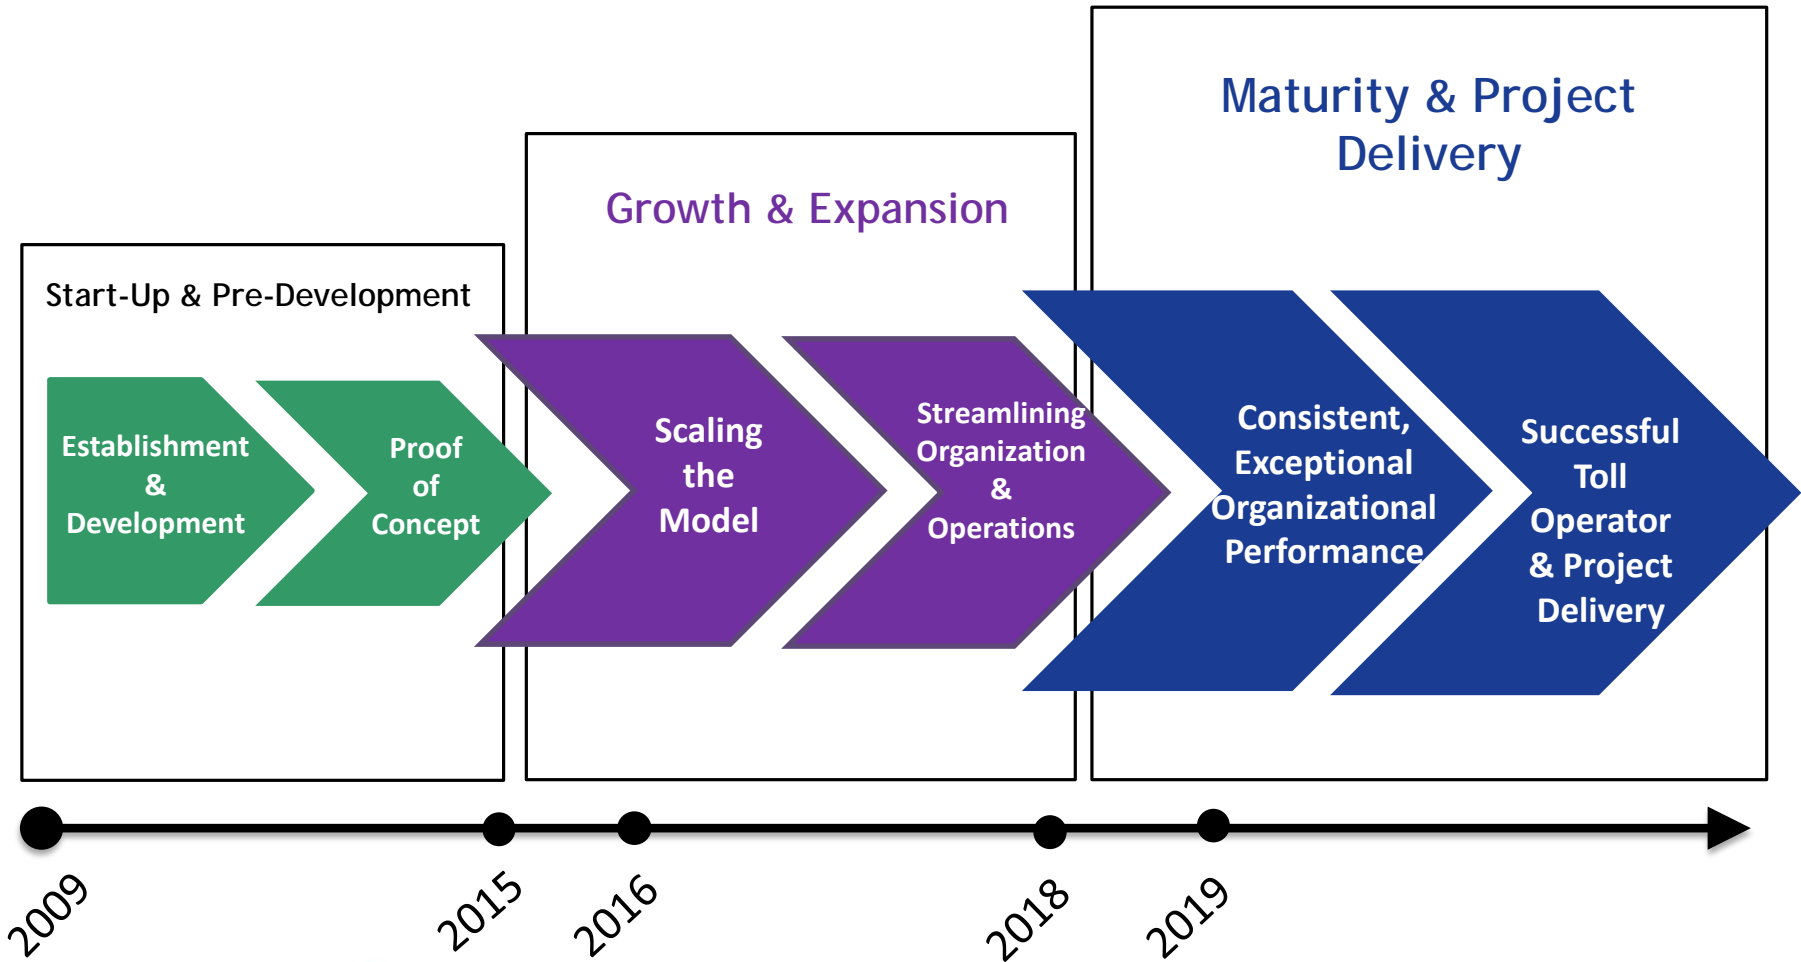 Maturity & Project
Delivery
Growth & Expansion
Start-Up & Pre-Development
Establishment
&
Development
Proof
of
Concept
Scaling
the
Model
Streamlining
Organization
&
Operations
Consistent,
Exceptional
Organizational
Performance
Successful
Toll
Operator
& Project
Delivery
2009
2015
2016
2018
2019